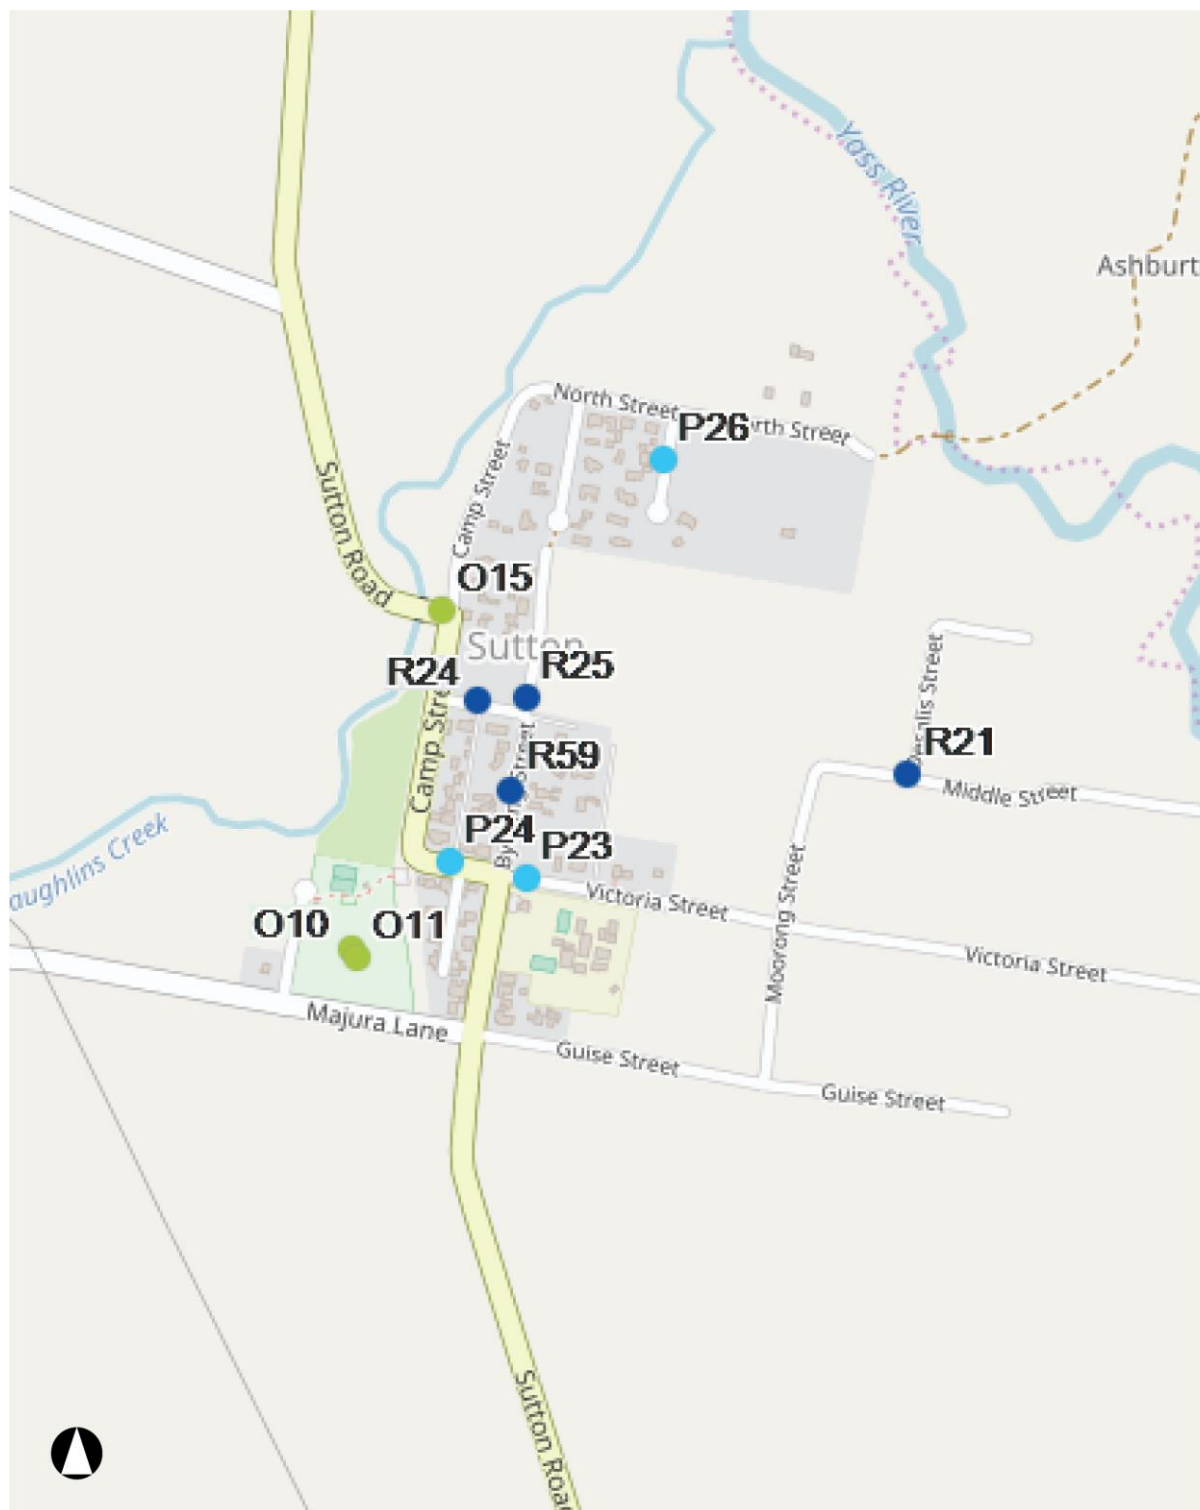 Yass River
Ashburt
North Street
P26
rth Street
Camp Street
Sutton Road
O15
Sutton
R24
R25
Camp Stre
R59
Street
By
R21
Middle Street
P24
P23
aughlins Creek
Victoria Street
O10
O11
Moorong Street
Victoria Street
Majura Lane
Guise Street
Guise Street
Sutton Road